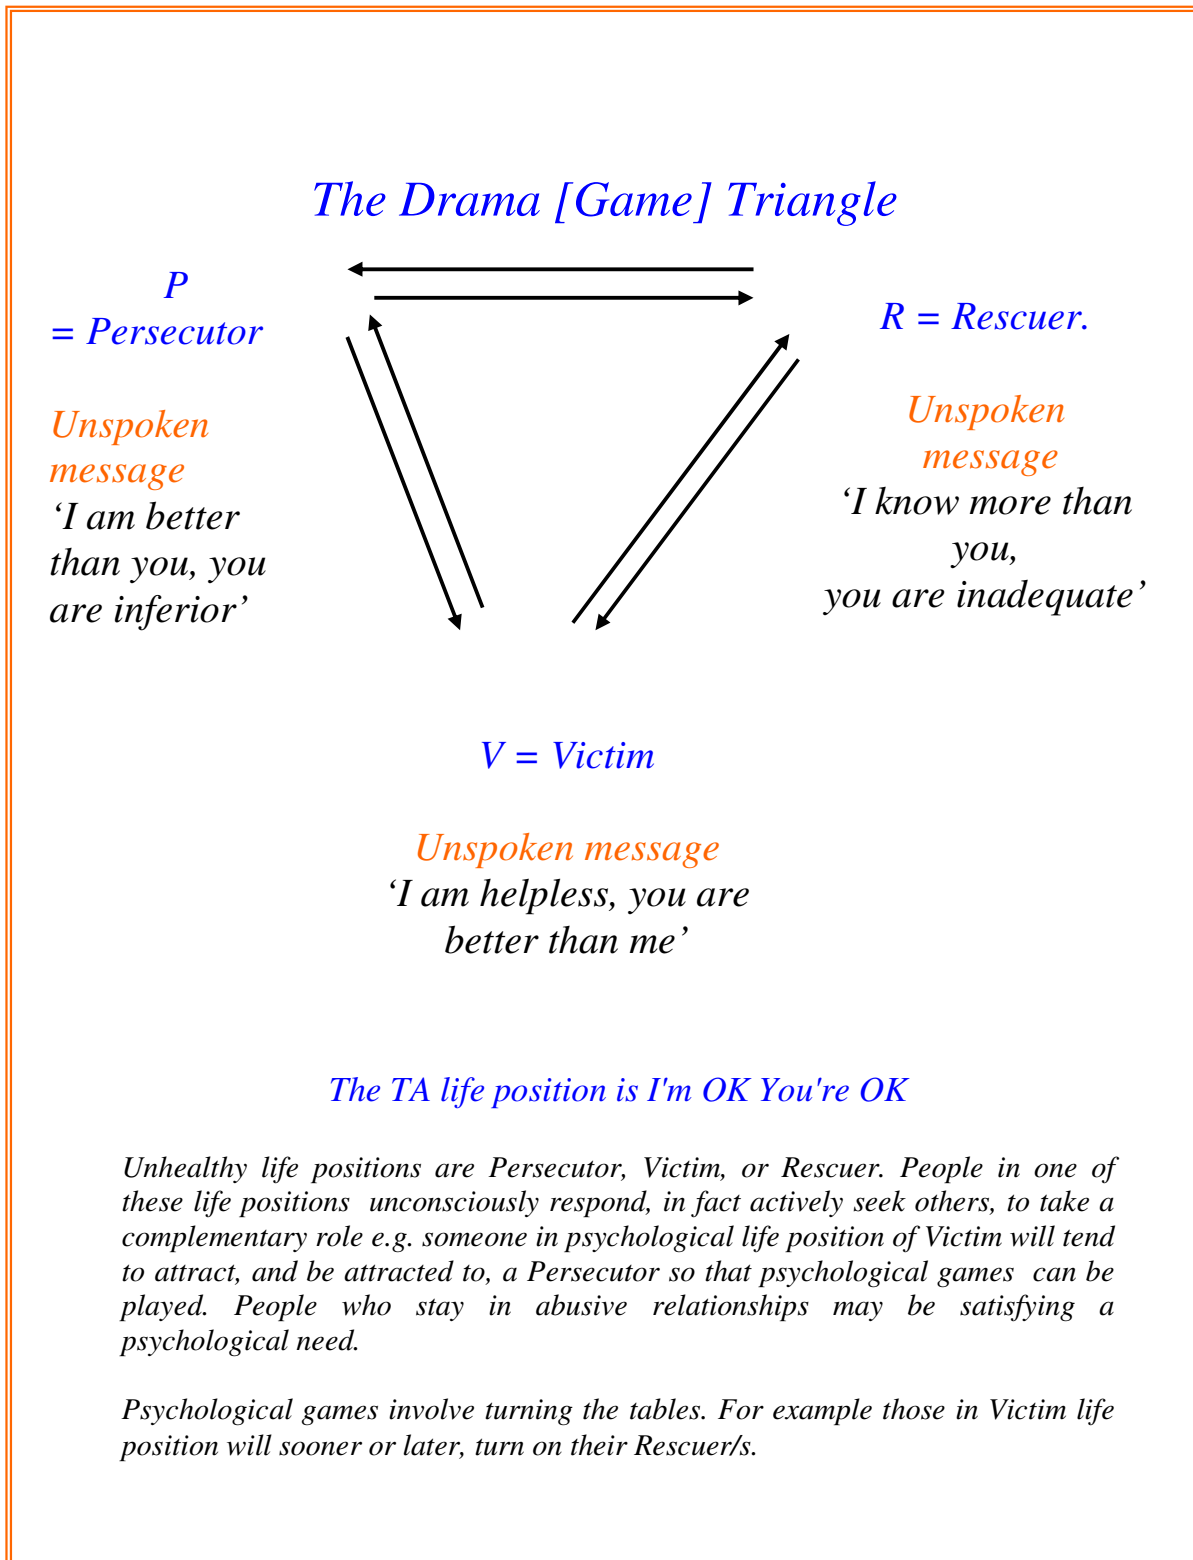 The Drama [Game] Triangle
P
= Persecutor
Unspoken
message
‘I am better
than you, you
are inferior’
R = Rescuer.
Unspoken
message
‘I know more than
you,
you are inadequate’
V = Victim
Unspoken message
‘I am helpless, you are
better than me’
The TA life position is I'm OK You're OK
Unhealthy life positions are Persecutor, Victim, or Rescuer. People in one of
these life positions unconsciously respond, in fact actively seek others, to take a
complementary role e.g. someone in psychological life position of Victim will tend
to attract, and be attracted to, a Persecutor so that psychological games can be
played. People who stay in abusive relationships may be satisfying a
psychological need.
Psychological games involve turning the tables. For example those in Victim life
position will sooner or later, turn on their Rescuer/s.